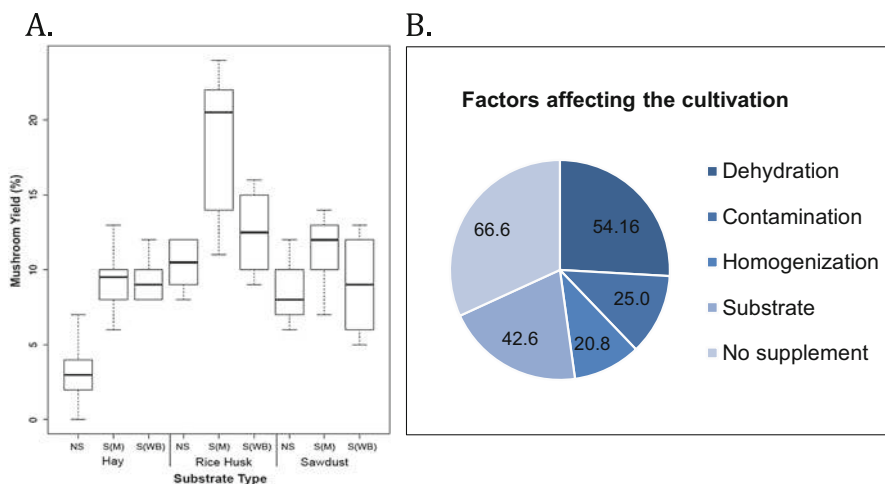 A.
B.
Mushroom Yield (%)
20
15
10
5
0
NS S(M) S(WB) NS S(M) S(WB) NS S(M) S(WB)
Hay Rice Husk Sawdust
Substrate Type
Factors affecting the cultivation
66.6
54.16
25.0
20.8
42.6
Dehydration
Contamination
Homogenization
Substrate
No supplement